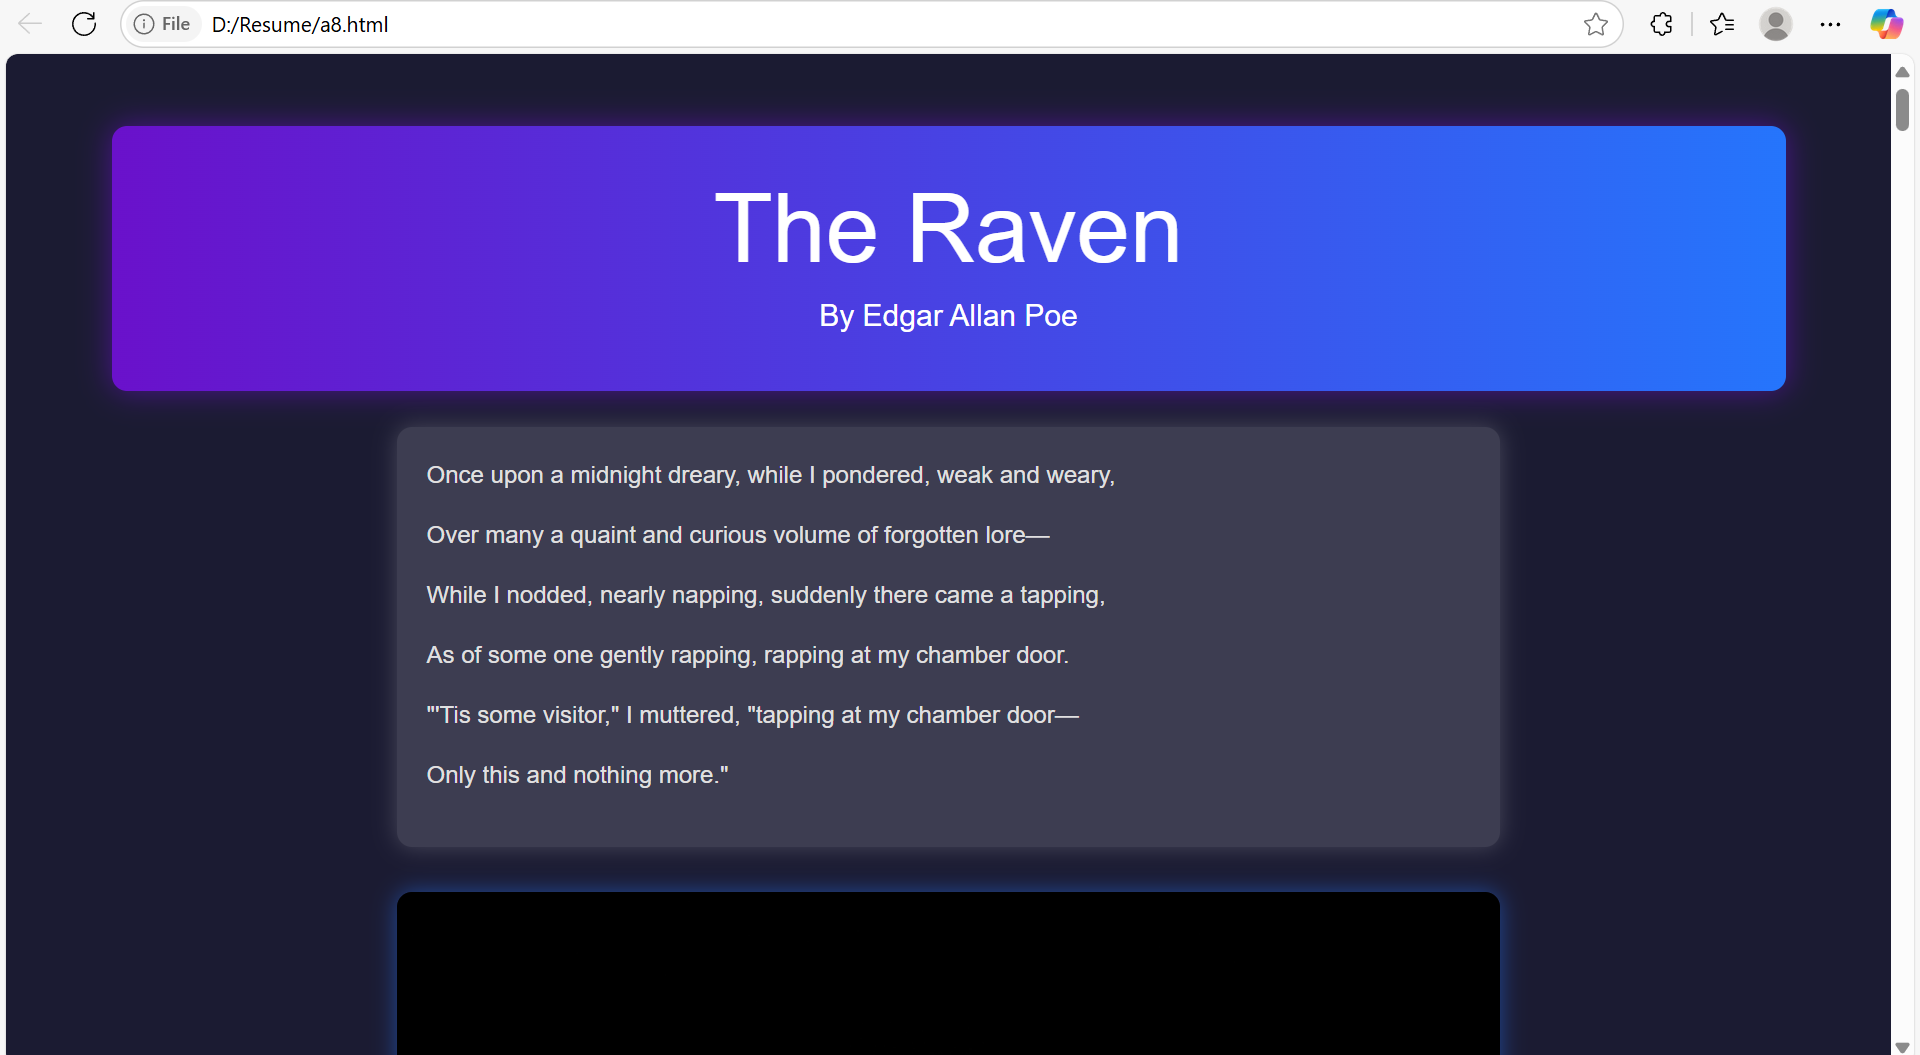 File D:/Resume/a8.html
The Raven
By Edgar Allan Poe
Once upon a midnight dreary, while I pondered, weak and weary,
Over many a quaint and curious volume of forgotten lore—
While I nodded, nearly napping, suddenly there came a tapping,
As of some one gently rapping, rapping at my chamber door.
"'Tis some visitor," I muttered, "tapping at my chamber door—
Only this and nothing more."